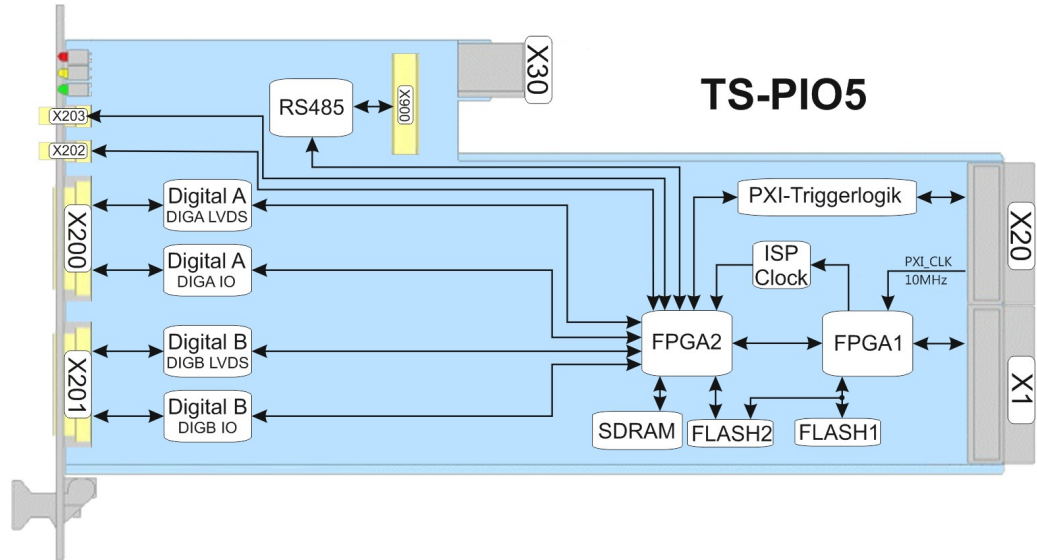 TS-PIO5
X30
X203
X202
RS485
X900
X200
Digital A
DIGA LVDS
Digital A
DIGA IO
X201
Digital B
DIGB LVDS
Digital B
DIGB IO
PXI-Triggerlogik
X20
ISP
Clock
PXI_CLK
10MHz
FPGA2
FPGA1
X1
SDRAM
FLASH2
FLASH1